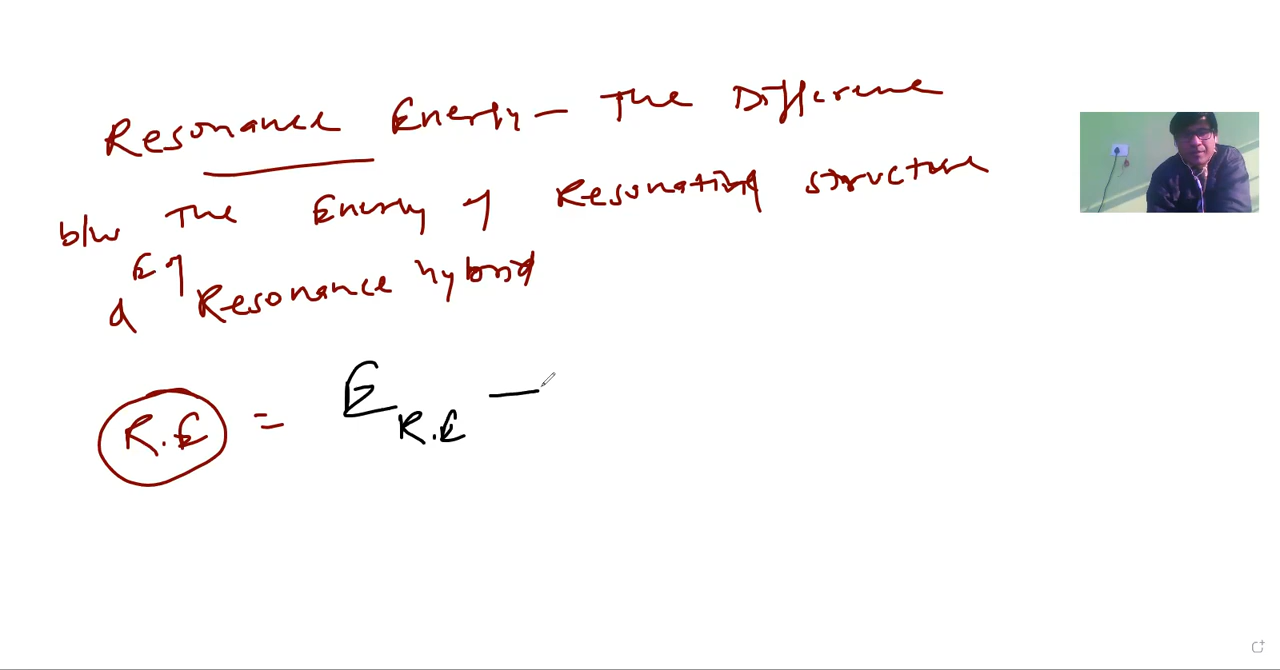 Resonance Energy - The Difference
b/w The Energy of Resonating structure
& E of Resonance hybrid
R.E = E R.E -